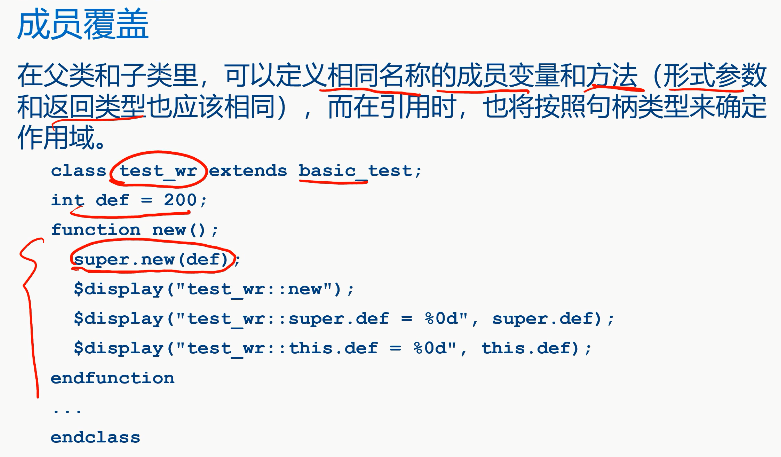 成员覆盖
在父类和子类里，可以定义相同名称的成员变量和方法（形式参数
和返回类型也应该相同），而在引用时，也将按照句柄类型来确定
作用域。
class test_wr extends basic_test;
int def = 200;
function new();
super.new(def);
$display("test_wr::new");
$display("test_wr::super.def = %0d", super.def);
$display("test_wr::this.def = %0d", this.def);
endfunction
...
endclass